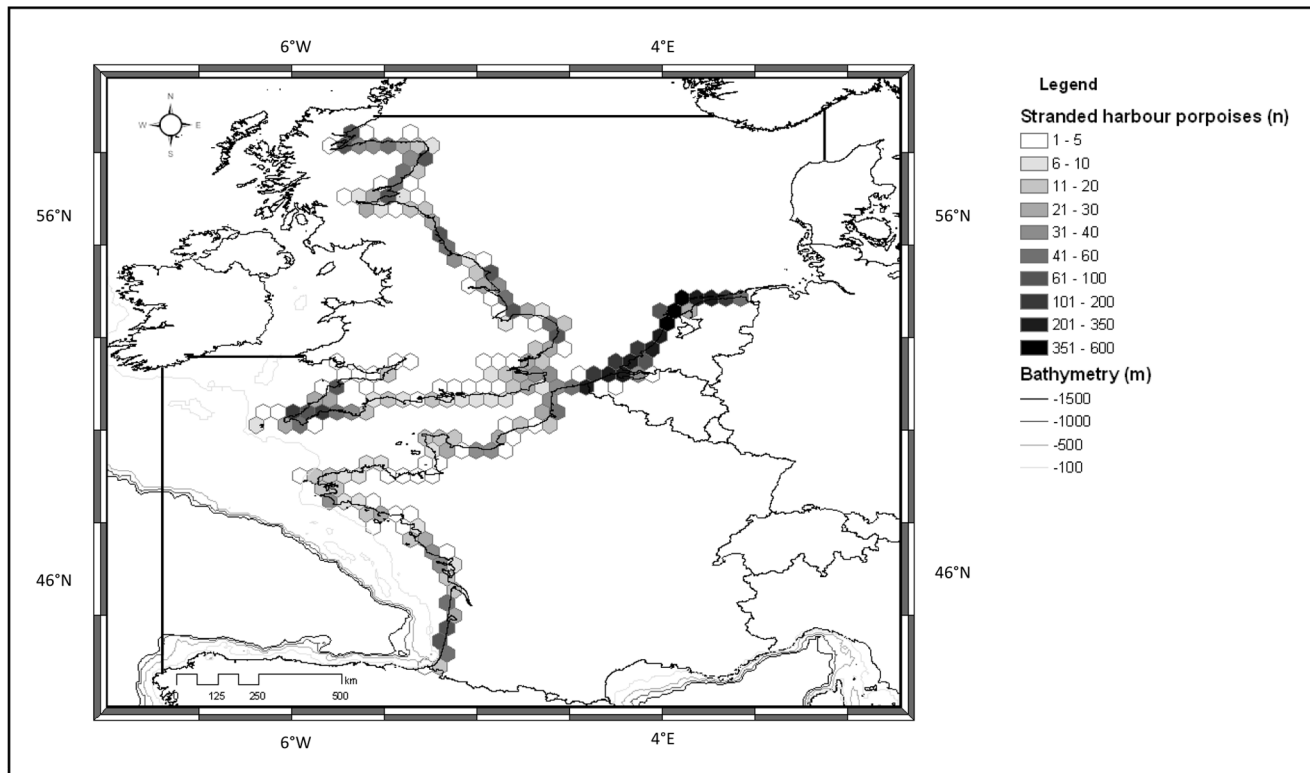 6°W 4°E
N
W E
S
56°N 56°N
46°N 46°N
km
125 250 500
6°W 4°E
Legend
Stranded harbour porpoises (n)
1 - 5
6 - 10
11 - 20
21 - 30
31 - 40
41 - 60
61 - 100
101 - 200
201 - 350
351 - 600
Bathymetry (m)
-1500
-1000
-500
-100